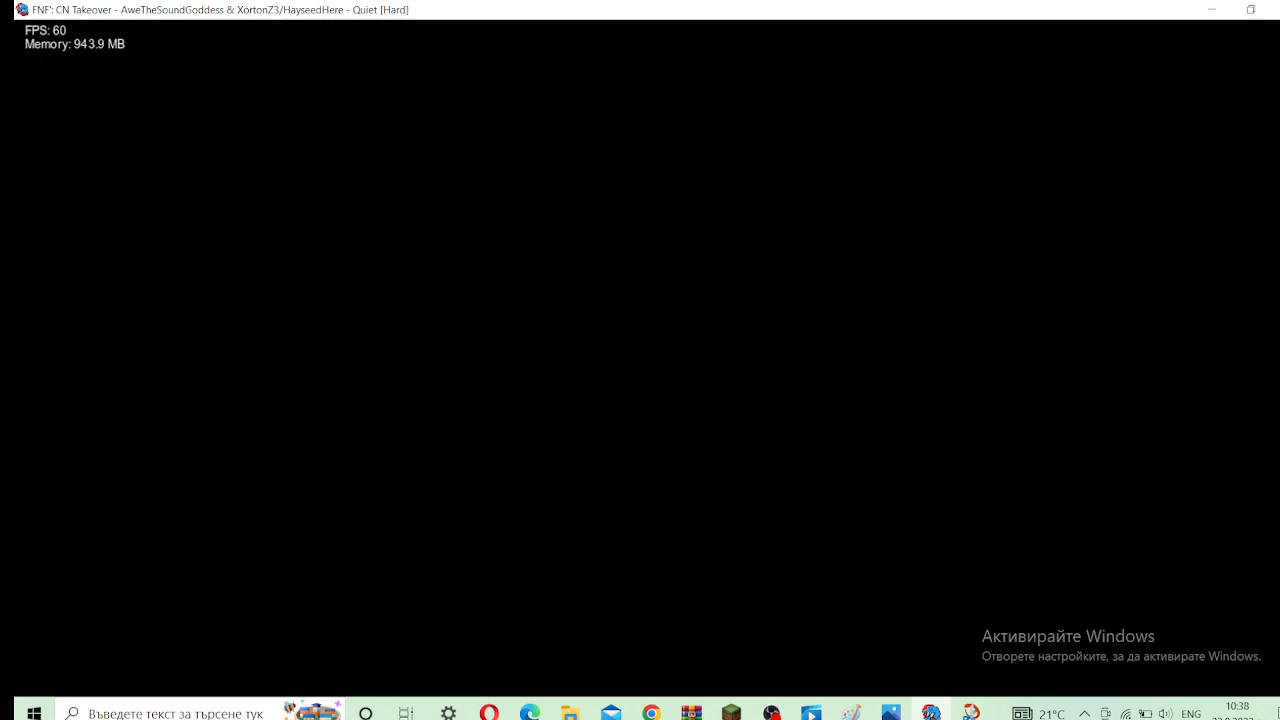 FNF': CN Takeover - AweTheSoundGoddess & XortonZ3/HayseedHere - Quiet [Hard]
FPS: 60
Memory: 943.9 MB
Активирайте Windows
Отворете настройките, за да активирате Windows.
Въведете текст за търсене тук
21°C
ENG
10:38